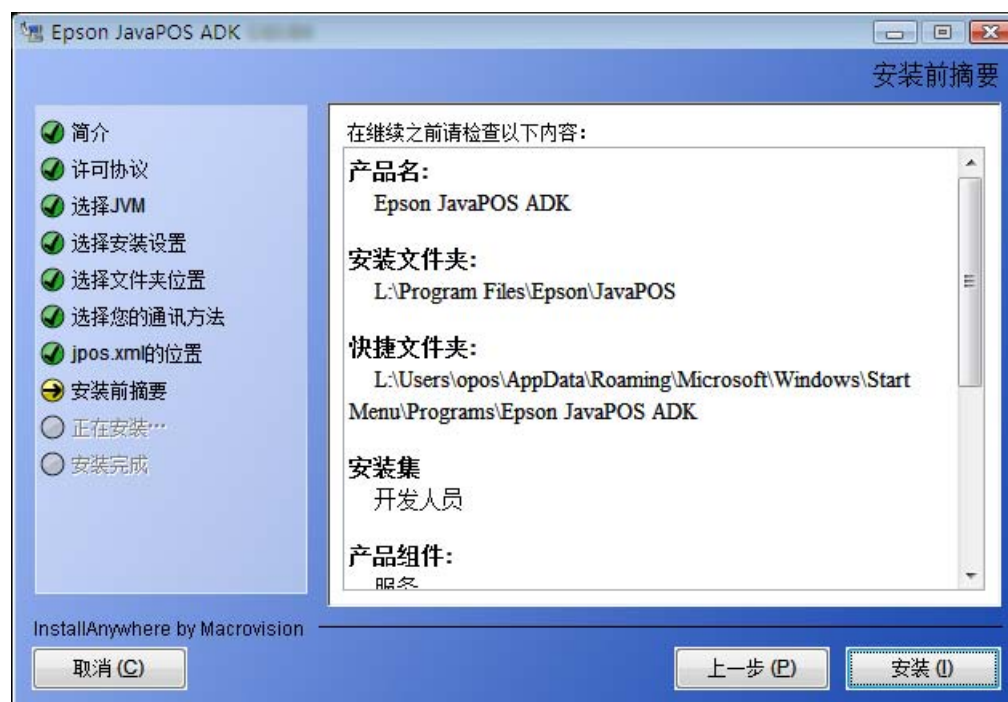 Epson JavaPOS ADK
安装前摘要
简介
许可协议
选择JVM
选择安装设置
选择文件夹位置
选择您的通讯方法
jpos.xml的位置
安装前摘要
正在安装…
安装完成
在继续之前请检查以下内容：
产品名:
Epson JavaPOS ADK
安装文件夹:
L:\Program Files\Epson\JavaPOS
快捷文件夹:
L:\Users\opos\AppData\Roaming\Microsoft\Windows\Start
Menu\Programs\Epson JavaPOS ADK
安装集
开发人员
产品组件:
服务
InstallAnywhere by Macrovision
取消(C)
上一步(P)
安装(I)